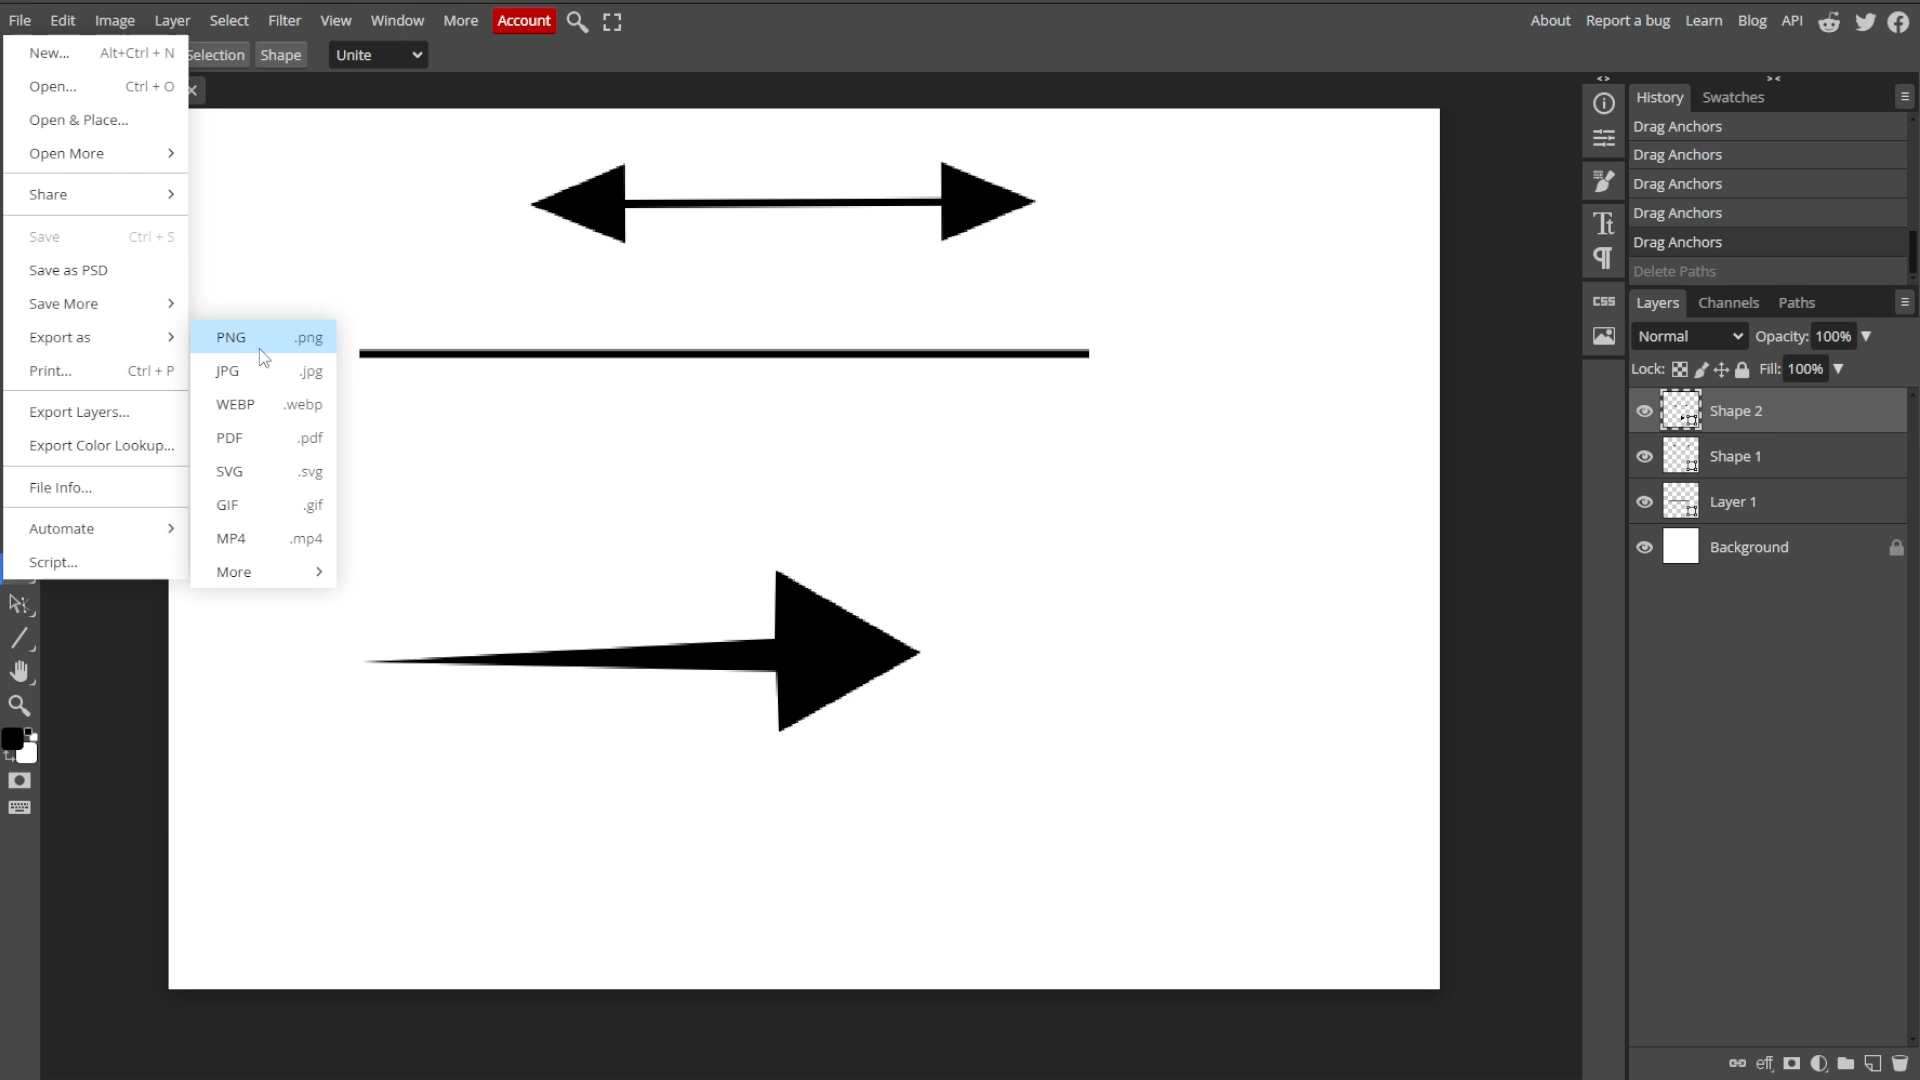 File Edit Image Layer Select Filter View Window More Account
About Report a bug Learn Blog API
New... Alt+Ctrl + N
Open... Ctrl + O
Open & Place...
Open More
Share
Save Ctrl + S
Save as PSD
Save More
Export as
Print... Ctrl + P
Export Layers...
Export Color Lookup...
File Info...
Automate
Script...
Selection Shape Unite
PNG .png
JPG .jpg
WEBP .webp
PDF .pdf
SVG .svg
GIF .gif
MP4 .mp4
More
CSS
History Swatches
Drag Anchors
Drag Anchors
Drag Anchors
Drag Anchors
Drag Anchors
Delete Paths
Layers Channels Paths
Normal Opacity: 100%
Lock: Fill: 100%
Shape 2
Shape 1
Layer 1
Background
eff